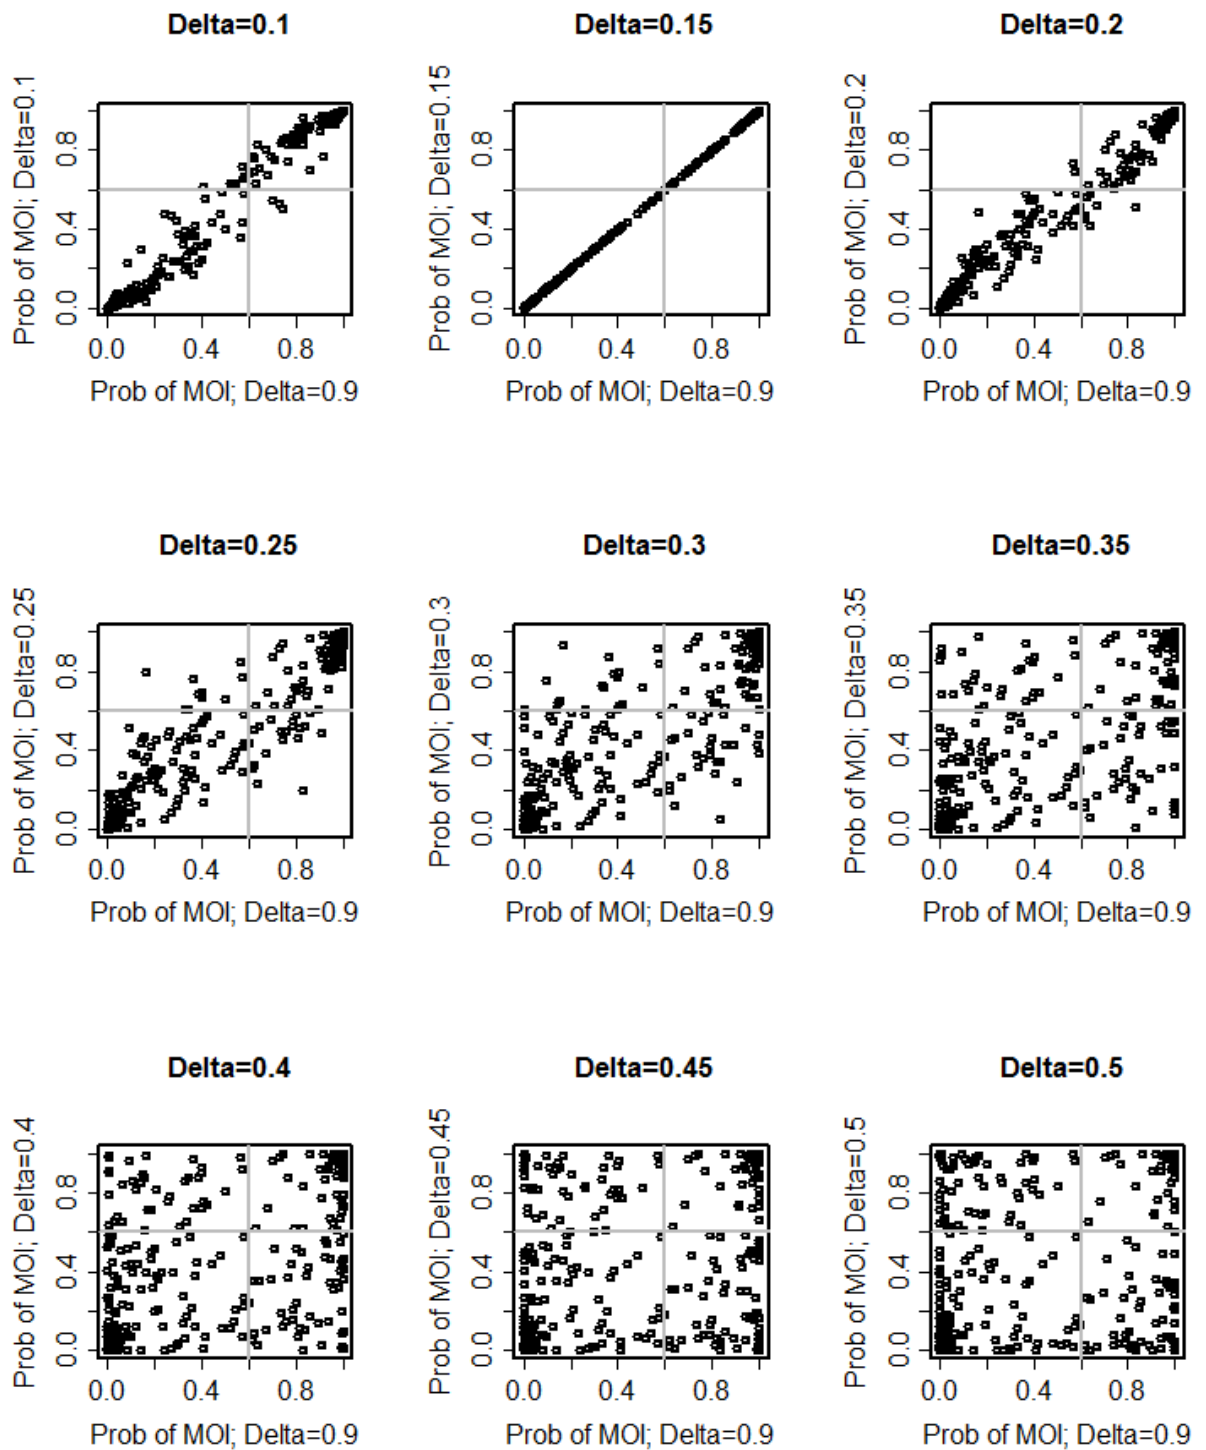 Delta=0.1 Delta=0.15 Delta=0.2
Prob of MOI; Delta=0.1
0.0 0.4 0.8
0.0 0.4 0.8
Prob of MOI; Delta=0.9
Prob of MOI; Delta=0.15
0.0 0.4 0.8
0.0 0.4 0.8
Prob of MOI; Delta=0.9
Prob of MOI; Delta=0.2
0.0 0.4 0.8
0.0 0.4 0.8
Prob of MOI; Delta=0.9
Delta=0.25 Delta=0.3 Delta=0.35
Prob of MOI; Delta=0.25
0.0 0.4 0.8
0.0 0.4 0.8
Prob of MOI; Delta=0.9
Prob of MOI; Delta=0.3
0.0 0.4 0.8
0.0 0.4 0.8
Prob of MOI; Delta=0.9
Prob of MOI; Delta=0.35
0.0 0.4 0.8
0.0 0.4 0.8
Prob of MOI; Delta=0.9
Delta=0.4 Delta=0.45 Delta=0.5
Prob of MOI; Delta=0.4
0.0 0.4 0.8
0.0 0.4 0.8
Prob of MOI; Delta=0.9
Prob of MOI; Delta=0.45
0.0 0.4 0.8
0.0 0.4 0.8
Prob of MOI; Delta=0.9
Prob of MOI; Delta=0.5
0.0 0.4 0.8
0.0 0.4 0.8
Prob of MOI; Delta=0.9